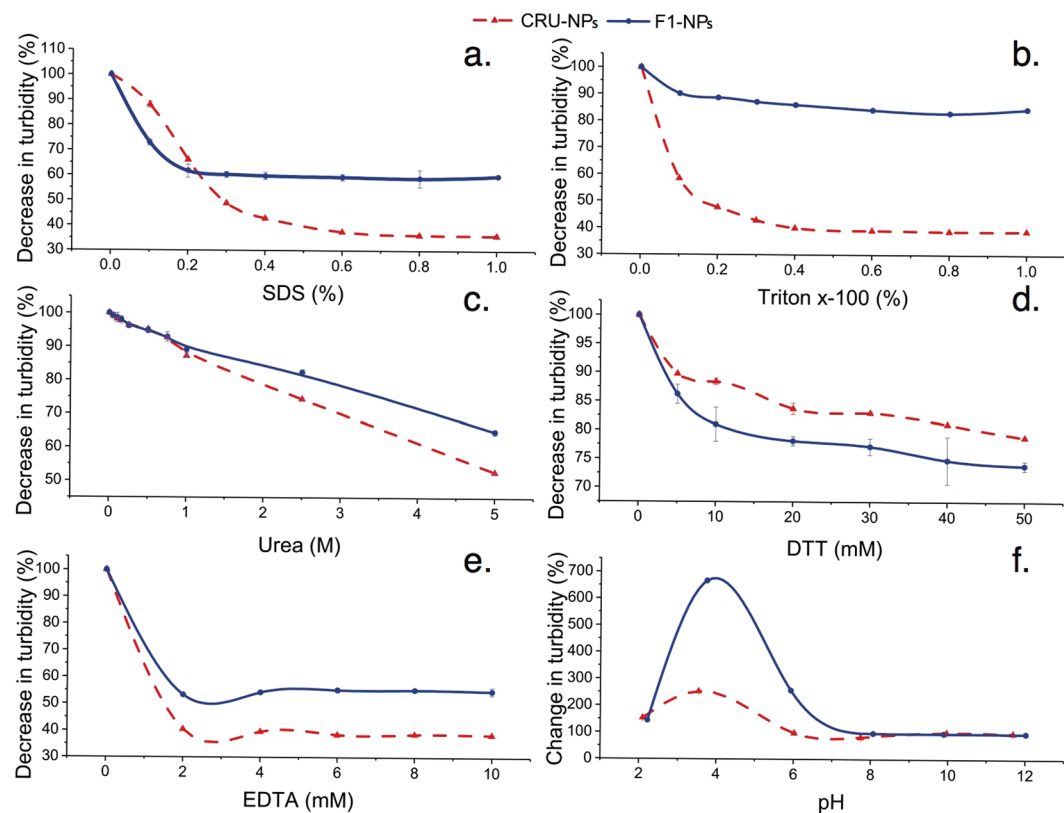 CRU-NPs F1-NPs
a.
Decrease in turbidity (%)
110
100
90
80
70
60
50
40
30
0.0 0.2 0.4 0.6 0.8 1.0
SDS (%)
b.
Decrease in turbidity (%)
100
90
80
70
60
50
40
30
0.0 0.2 0.4 0.6 0.8 1.0
Triton x-100 (%)
c.
Decrease in turbidity (%)
100
90
80
70
60
50
0 1 2 3 4 5
Urea (M)
d.
Decrease in turbidity (%)
100
95
90
85
80
75
70
0 10 20 30 40 50
DTT (mM)
e.
Decrease in turbidity (%)
100
90
80
70
60
50
40
30
0 2 4 6 8 10
EDTA (mM)
f.
Change in turbidity (%)
700
600
500
400
300
200
100
0
2 4 6 8 10 12
pH